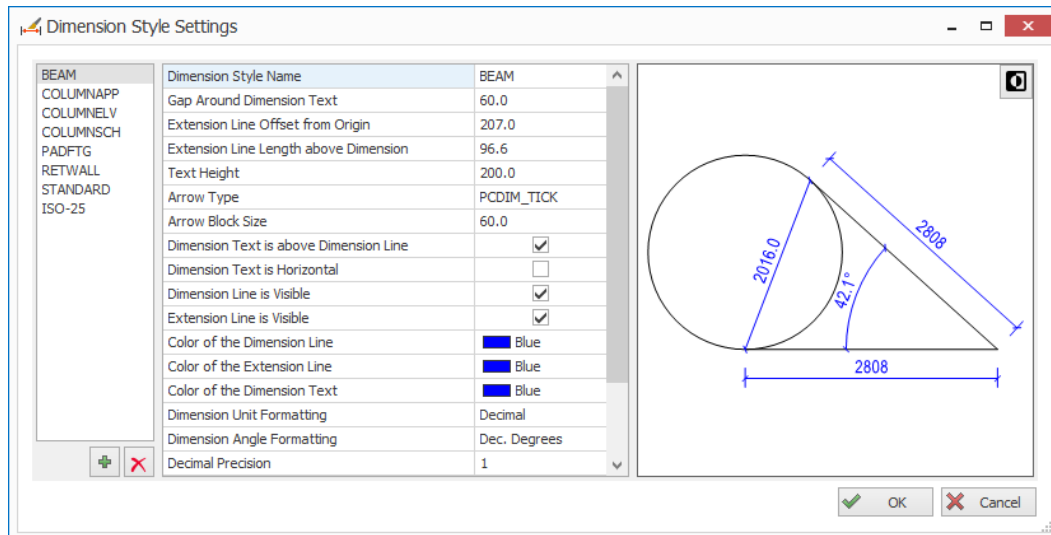 Dimension Style Settings
BEAM
COLUMNAPP
COLUMNELV
COLUMNSCH
PADFTG
RETWALL
STANDARD
ISO-25
Dimension Style Name BEAM
Gap Around Dimension Text 60.0
Extension Line Offset from Origin 207.0
Extension Line Length above Dimension 96.6
Text Height 200.0
Arrow Type PCDIM_TICK
Arrow Block Size 60.0
Dimension Text is above Dimension Line
Dimension Text is Horizontal
Dimension Line is Visible
Extension Line is Visible
Color of the Dimension Line Blue
Color of the Extension Line Blue
Color of the Dimension Text Blue
Dimension Unit Formatting Decimal
Dimension Angle Formatting Dec. Degrees
Decimal Precision 1
2808
2016.0
42.1°
2808
OK
Cancel